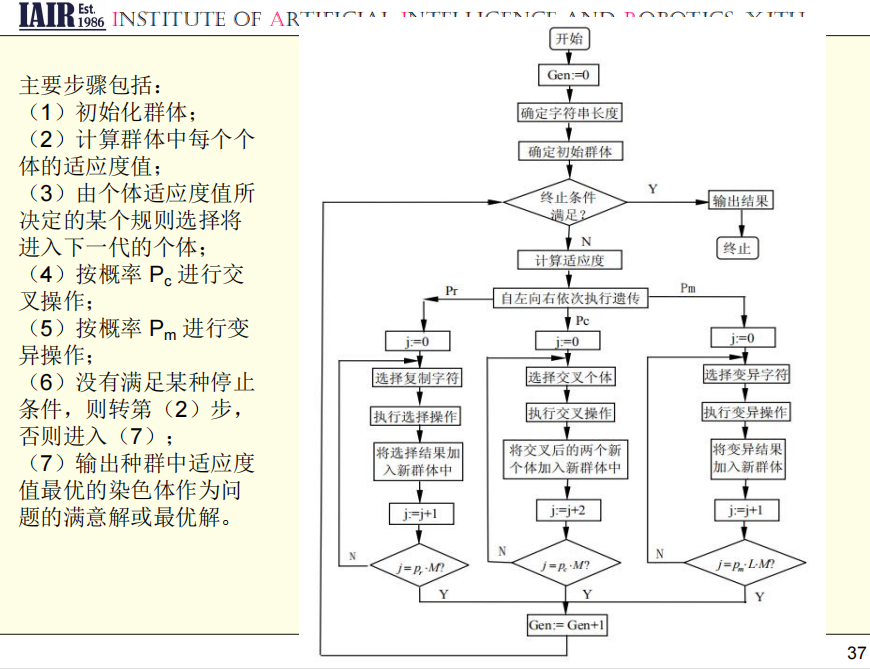 IAIR Est. 1986 INSTITUTE OF ARTIFICIAL INTELLIGENCE AND ROBOTICS, XJTU
主要步骤包括：
（1）初始化群体；
（2）计算群体中每个个
体的适应度值；
（3）由个体适应度值所
决定的某个规则选择将
进入下一代的个体；
（4）按概率 Pc 进行交
叉操作；
（5）按概率 Pm 进行变
异操作；
（6）没有满足某种停止
条件，则转第（2）步，
否则进入（7）；
（7）输出种群中适应度
值最优的染色体作为问
题的满意解或最优解。
开始
Gen:=0
确定字符串长度
确定初始群体
终止条件
满足?
Y
输出结果
终止
N
计算适应度
自左向右依次执行遗传
Pr
Pc
Pm
j:=0
选择复制字符
执行选择操作
将选择结果加
入新群体中
j:=j+1
j=pr·M?
N
Y
j:=0
选择交叉个体
执行交叉操作
将交叉后的两个新
个体加入新群体中
j:=j+2
j=pc·M?
N
Y
j:=0
选择变异字符
执行变异操作
将变异结果
加入新群体
j:=j+1
j=pm·L·M?
N
Y
Gen:= Gen+1
37